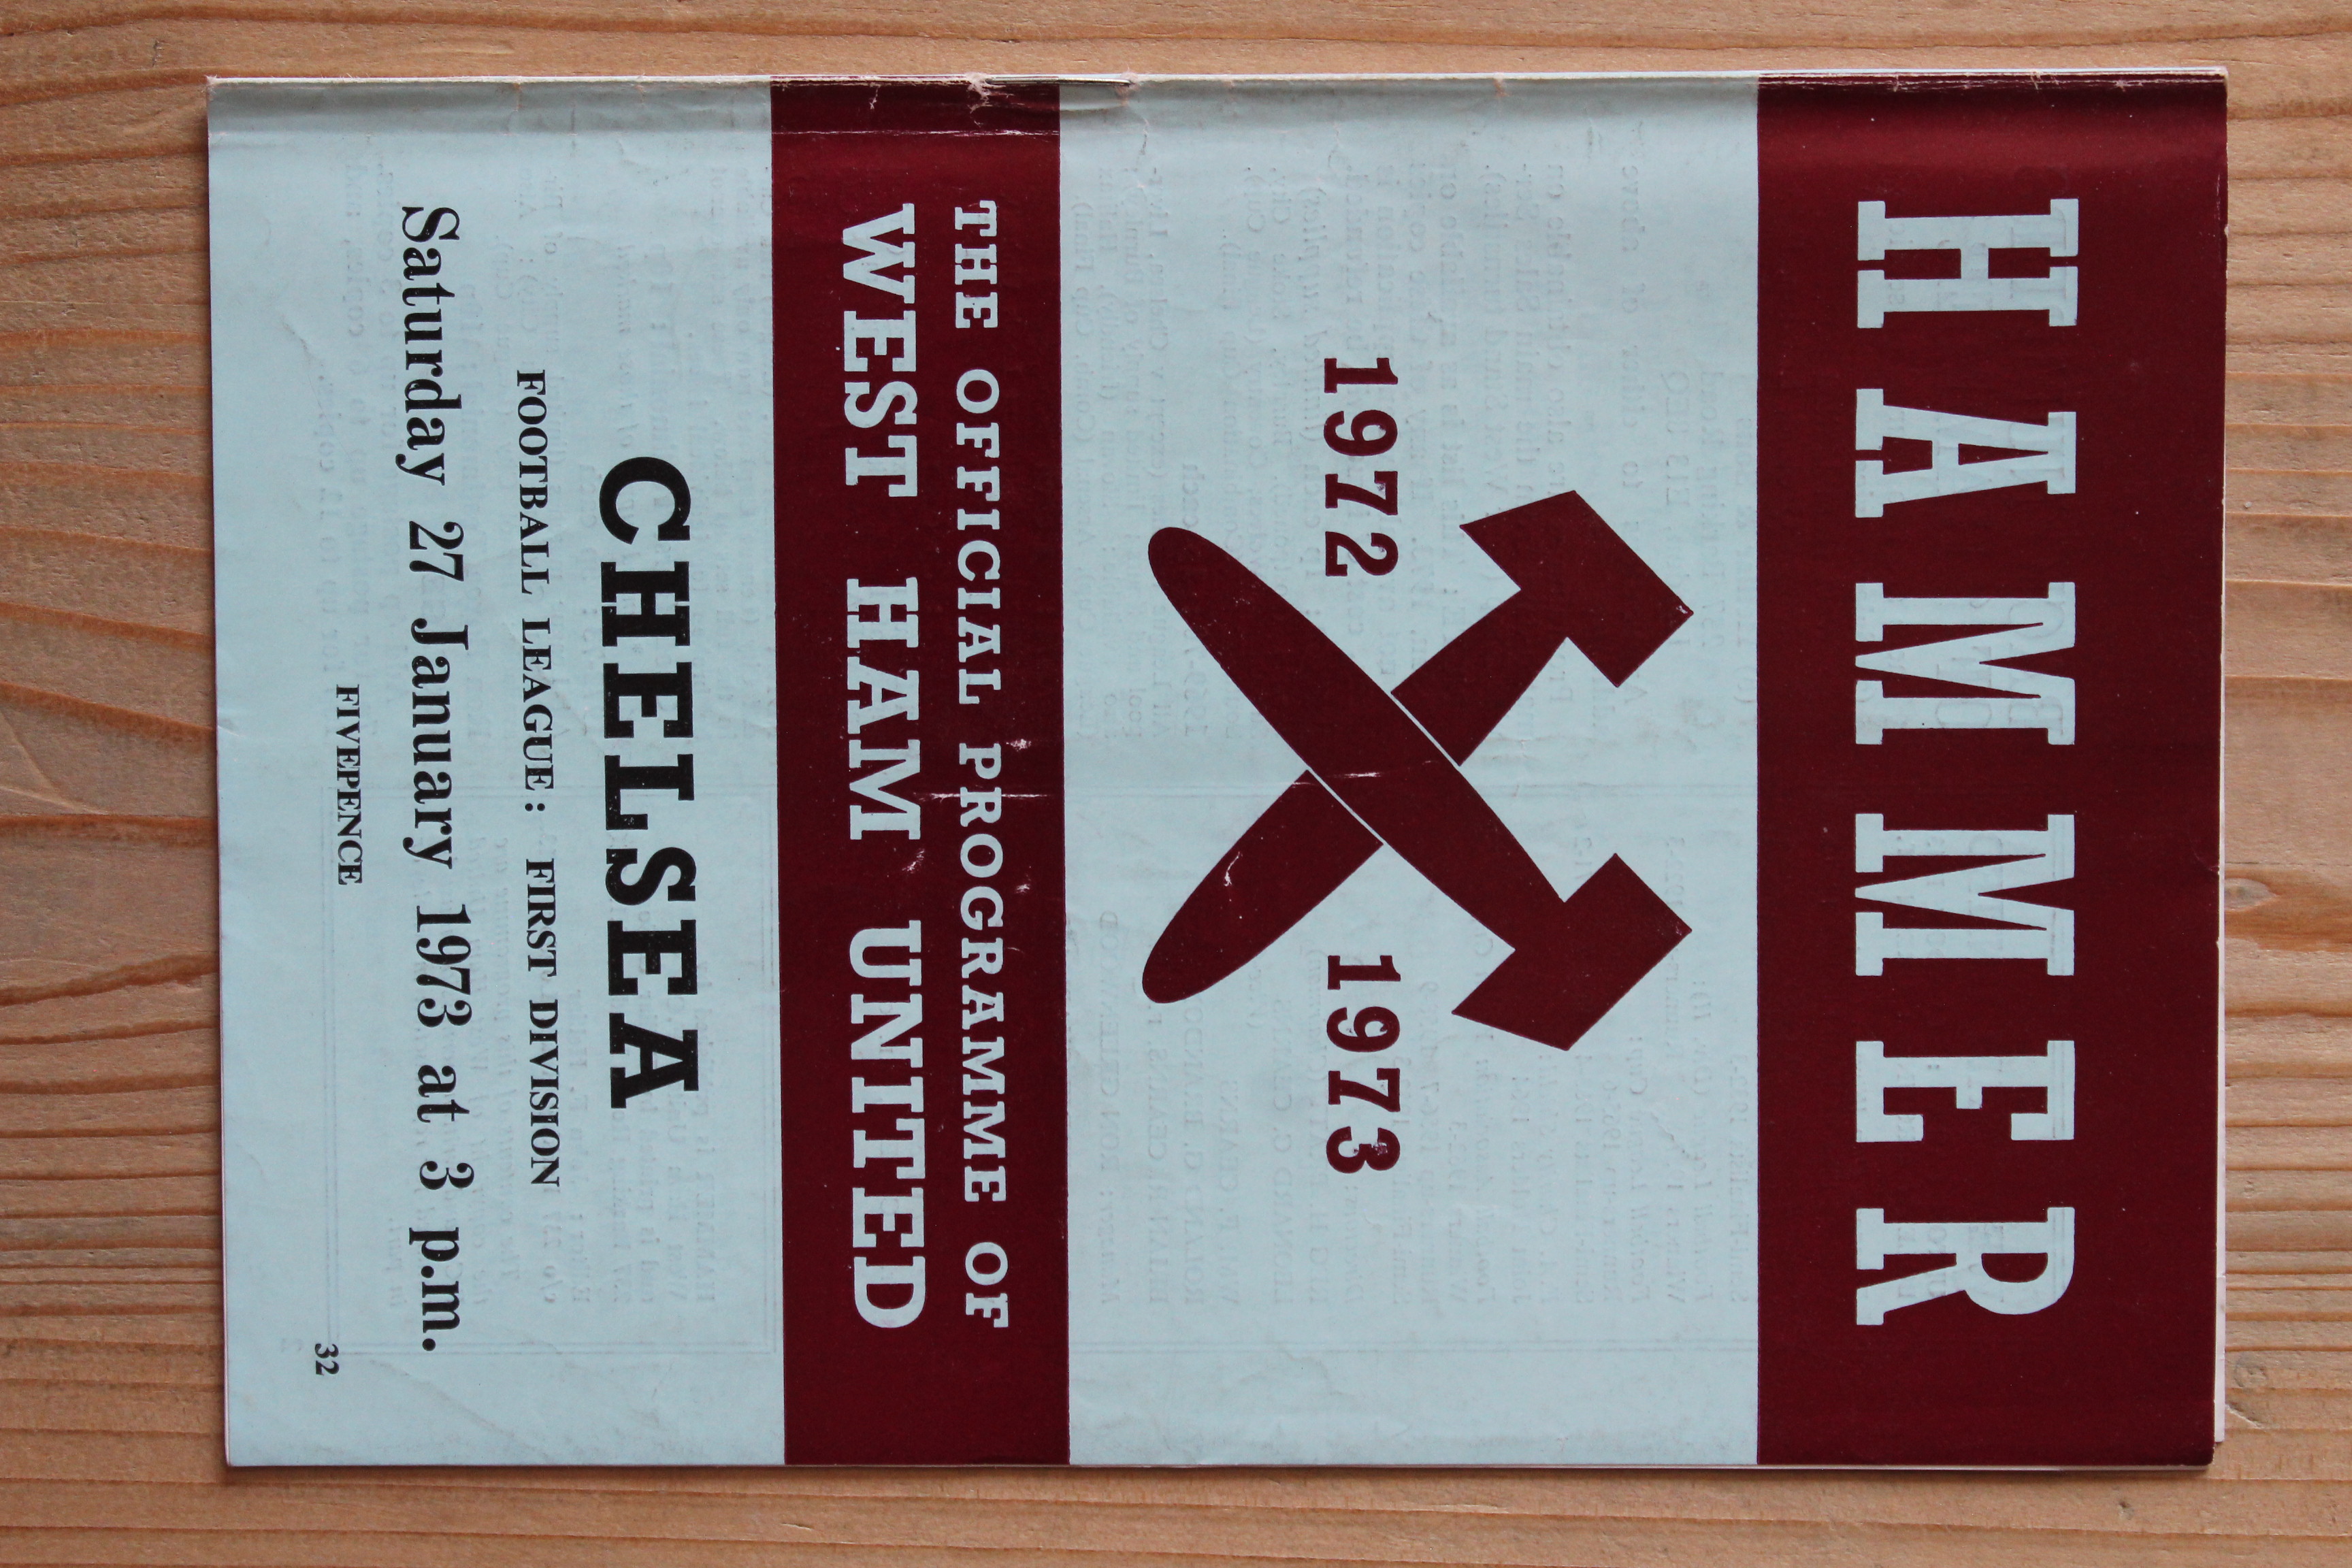 HAMMER
1972 1973
THE OFFICIAL PROGRAMME OF
WEST HAM UNITED
CHELSEA
FOOTBALL LEAGUE: FIRST DIVISION
Saturday 27 January 1973 at 3 p.m.
FIVEPENCE
32